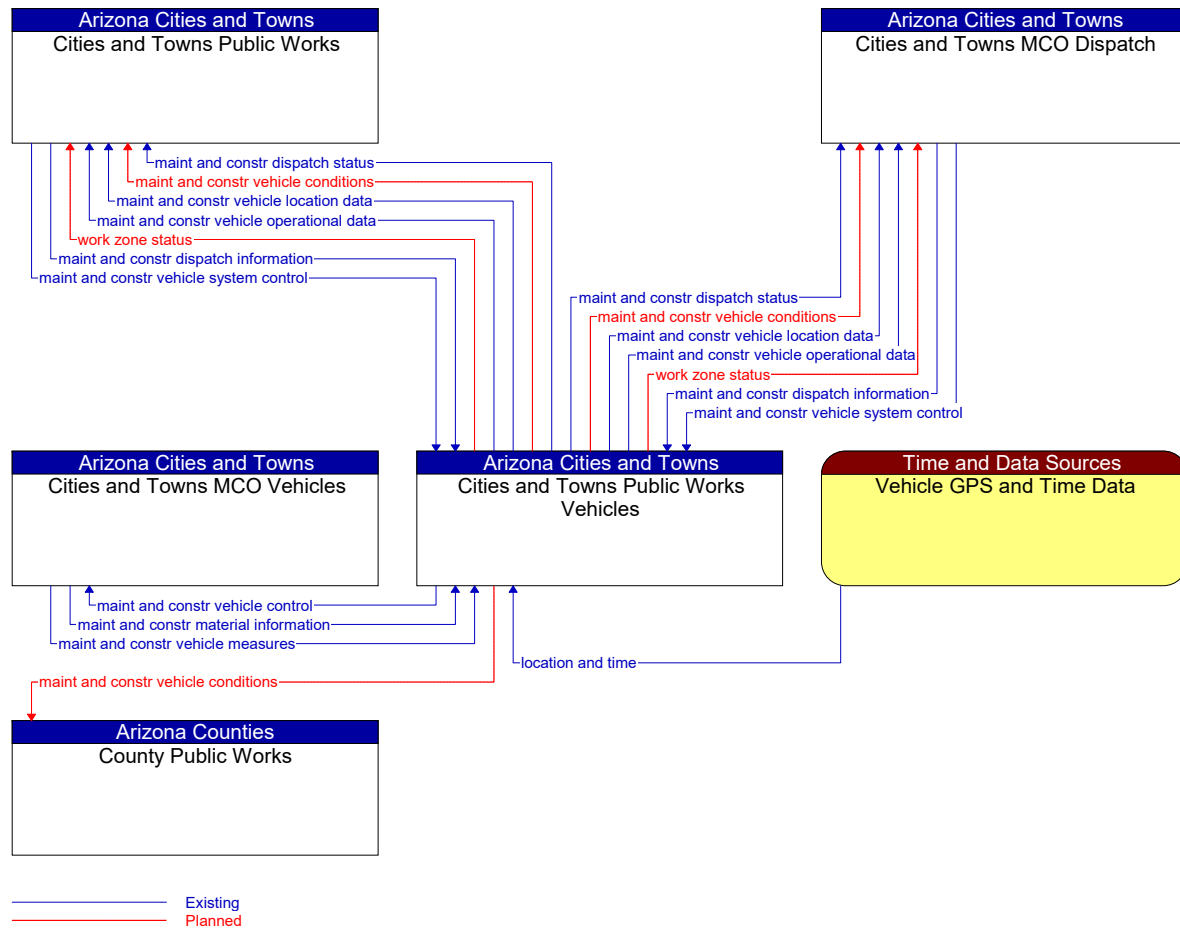 Arizona Cities and Towns
Cities and Towns Public Works
Arizona Cities and Towns
Cities and Towns MCO Dispatch
maint and constr dispatch status
maint and constr vehicle conditions
maint and constr vehicle location data
maint and constr vehicle operational data
work zone status
maint and constr dispatch information
maint and constr vehicle system control
maint and constr dispatch status
maint and constr vehicle conditions
maint and constr vehicle location data
maint and constr vehicle operational data
work zone status
maint and constr dispatch information
maint and constr vehicle system control
Arizona Cities and Towns
Cities and Towns MCO Vehicles
Arizona Cities and Towns
Cities and Towns Public Works
Vehicles
Time and Data Sources
Vehicle GPS and Time Data
maint and constr vehicle control
maint and constr material information
maint and constr vehicle measures
location and time
maint and constr vehicle conditions
Arizona Counties
County Public Works
Existing
Planned